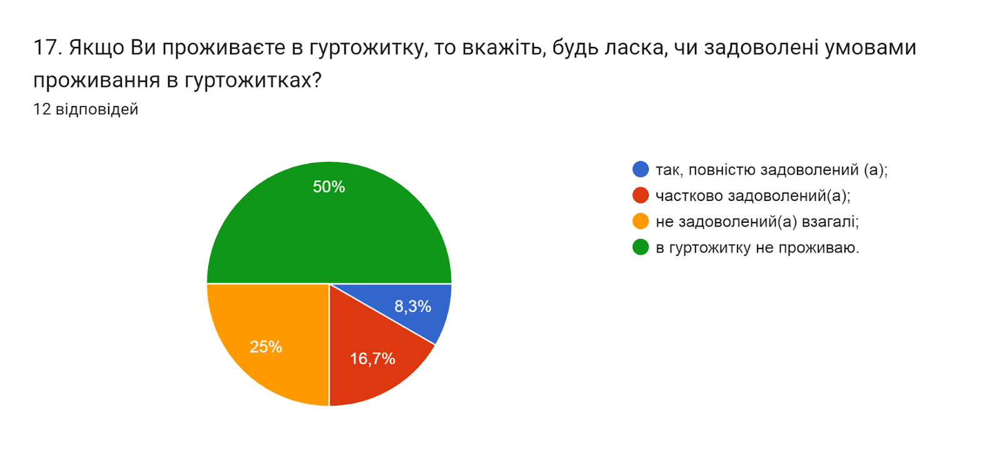 17. Якщо Ви проживаєте в гуртожитку, то вкажіть, будь ласка, чи задоволені умовами
проживання в гуртожитках?
12 відповідей
50%
8,3%
25%
16,7%
так, повністю задоволений (а);
частково задоволений(а);
не задоволений(а) взагалі;
в гуртожитку не проживаю.